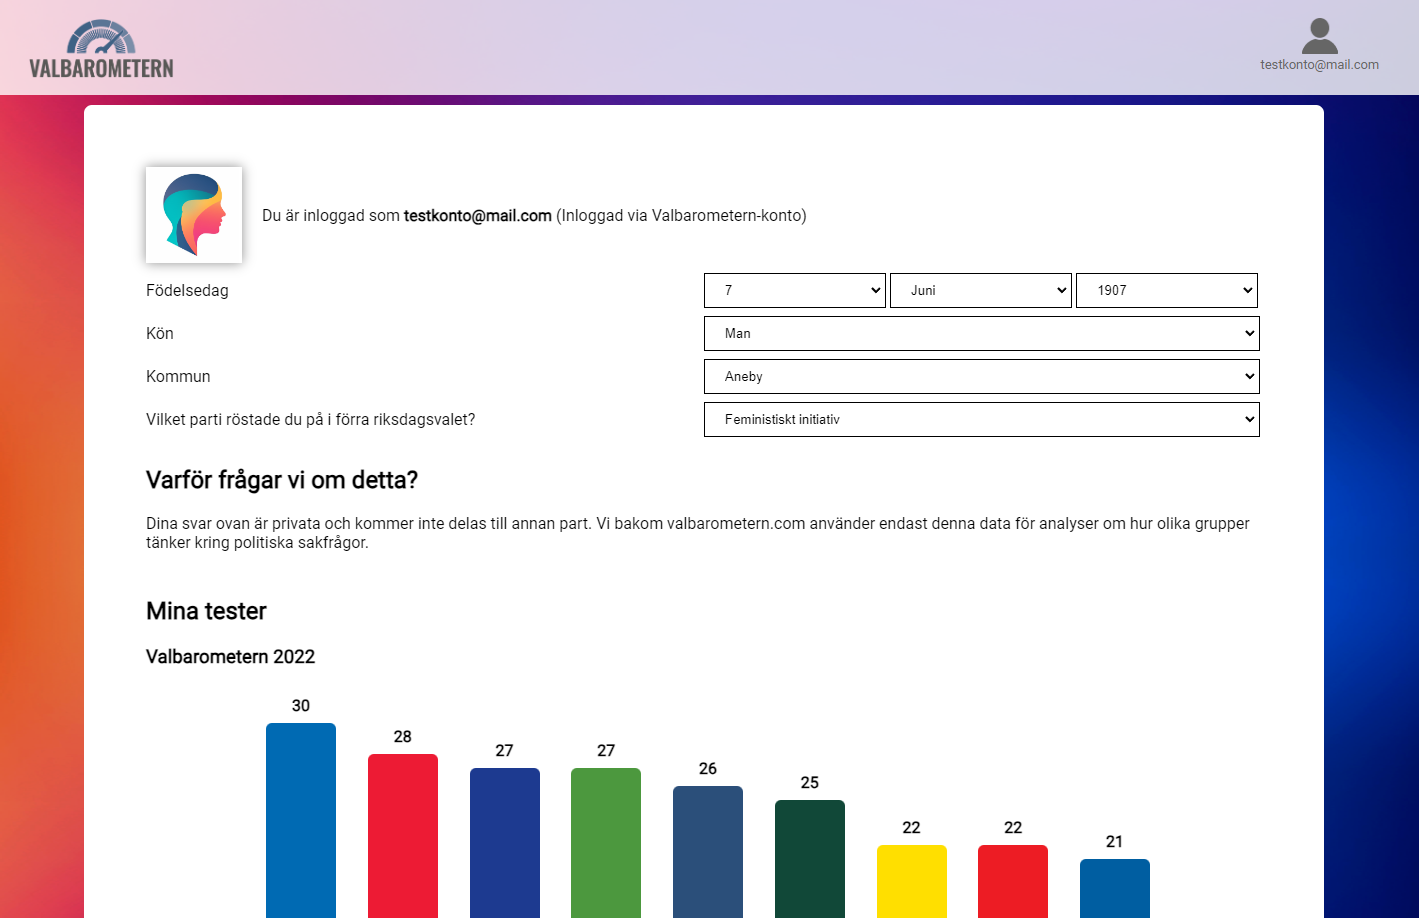 VALBAROMETERN
testkonto@mail.com
Du är inloggad som testkonto@mail.com (Inloggad via Valbarometern-konto)
Födelsedag
7 Juni 1907
Kön
Man
Kommun
Aneby
Vilket parti röstade du på i förra riksdagsvalet?
Feministiskt initiativ
Varför frågar vi om detta?
Dina svar ovan är privata och kommer inte delas till annan part. Vi bakom valbarometern.com använder endast denna data för analyser om hur olika grupper
tänker kring politiska sakfrågor.
Mina tester
Valbarometern 2022
30
28
27
27
26
25
22
22
21